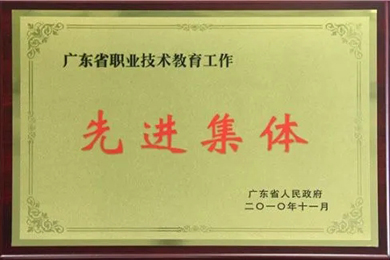 广东省职业技术教育工作
先进集体
广东省人民政府
二〇一〇年十一月